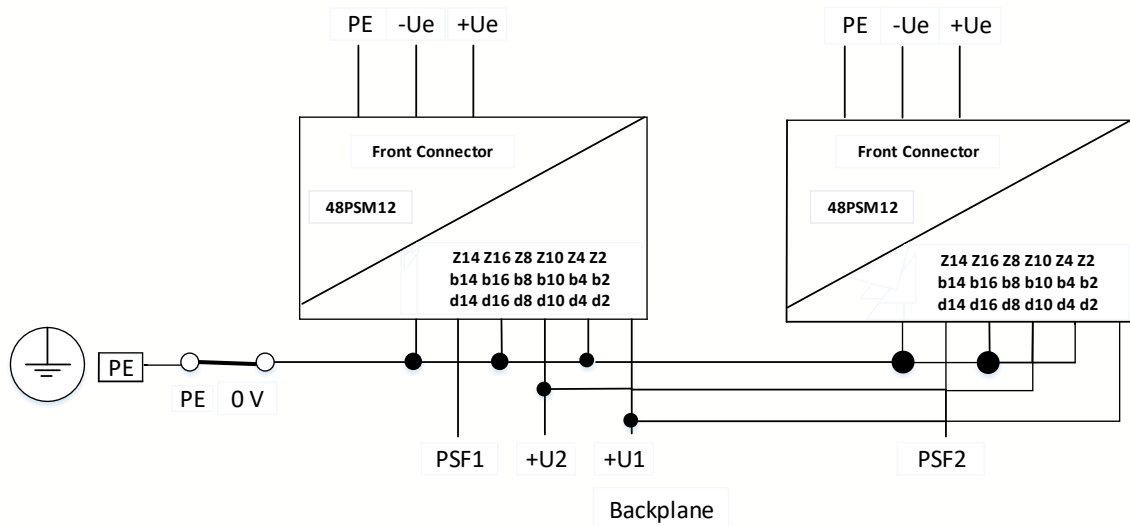 PE -Ue +Ue PE -Ue +Ue
Front Connector Front Connector
48PSM12 48PSM12
Z14 Z16 Z8 Z10 Z4 Z2 Z14 Z16 Z8 Z10 Z4 Z2
b14 b16 b8 b10 b4 b2 b14 b16 b8 b10 b4 b2
d14 d16 d8 d10 d4 d2 d14 d16 d8 d10 d4 d2
PE
PE 0 V
PSF1 +U2 +U1 PSF2
Backplane